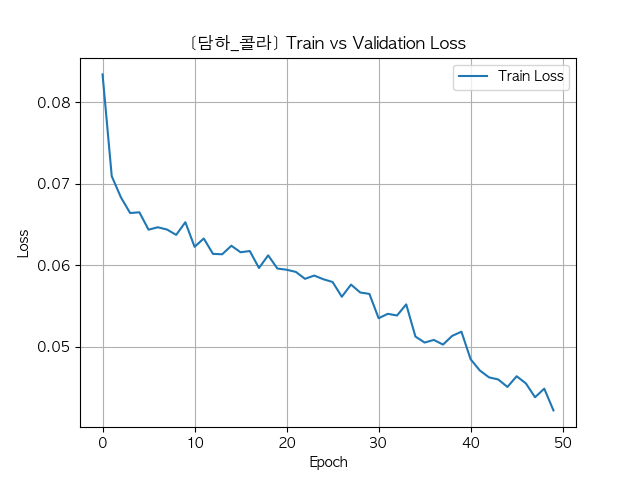 [담하_콜라] Train vs Validation Loss
Train Loss
0.08
0.07
0.06
0.05
Loss
0 10 20 30 40 50
Epoch